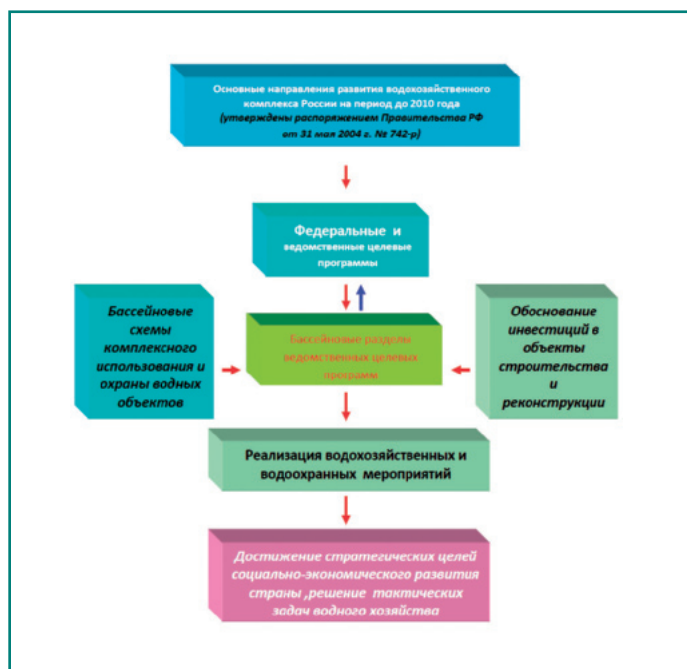 Основные направления развития водохозяйственного
комплекса России на период до 2010 года
(утверждены распоряжением Правительства РФ
от 31 мая 2004 г. № 742-р)
Федеральные и
ведомственные целевые
программы
Бассейновые
схемы
комплексного
использования и
охраны водных
объектов
Бассейновые разделы
ведомственных целевых
программ
Обоснование
инвестиций в
объекты
строительства
и
реконструкции
Реализация водохозяйственных и
водоохранных мероприятий
Достижение стратегических целей
социально-экономического развития
страны ,решение тактических
задач водного хозяйства